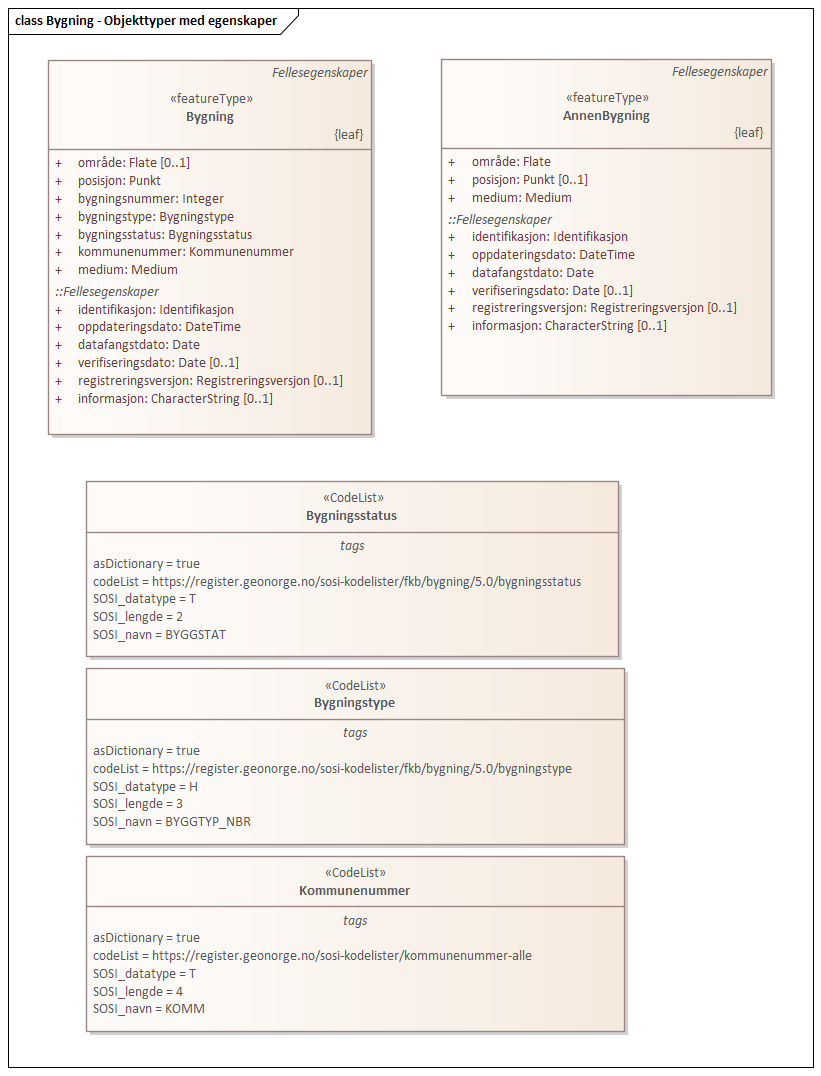 class Bygning - Objekttyper med egenskaper
Fellesegenskaper
«featureType»
Bygning
{leaf}
+ område: Flate [0..1]
+ posisjon: Punkt
+ bygningsnummer: Integer
+ bygningstype: Bygningstype
+ bygningsstatus: Bygningsstatus
+ kommunenummer: Kommunenummer
+ medium: Medium
::Fellesegenskaper
+ identifikasjon: Identifikasjon
+ oppdateringsdato: DateTime
+ datafangstdato: Date
+ verifiseringsdato: Date [0..1]
+ registreringsversjon: Registreringsversjon [0..1]
+ informasjon: CharacterString [0..1]
Fellesegenskaper
«featureType»
AnnenBygning
{leaf}
+ område: Flate
+ posisjon: Punkt [0..1]
+ medium: Medium
::Fellesegenskaper
+ identifikasjon: Identifikasjon
+ oppdateringsdato: DateTime
+ datafangstdato: Date
+ verifiseringsdato: Date [0..1]
+ registreringsversjon: Registreringsversjon [0..1]
+ informasjon: CharacterString [0..1]
«CodeList»
Bygningsstatus
tags
asDictionary = true
codeList = https://register.geonorge.no/sosi-kodelister/fkb/bygning/5.0/bygningsstatus
SOSI_datatype = T
SOSI_lengde = 2
SOSI_navn = BYGGSTAT
«CodeList»
Bygningstype
tags
asDictionary = true
codeList = https://register.geonorge.no/sosi-kodelister/fkb/bygning/5.0/bygningstype
SOSI_datatype = H
SOSI_lengde = 3
SOSI_navn = BYGGTYP_NBR
«CodeList»
Kommunenummer
tags
asDictionary = true
codeList = https://register.geonorge.no/sosi-kodelister/kommunenummer-alle
SOSI_datatype = T
SOSI_lengde = 4
SOSI_navn = KOMM